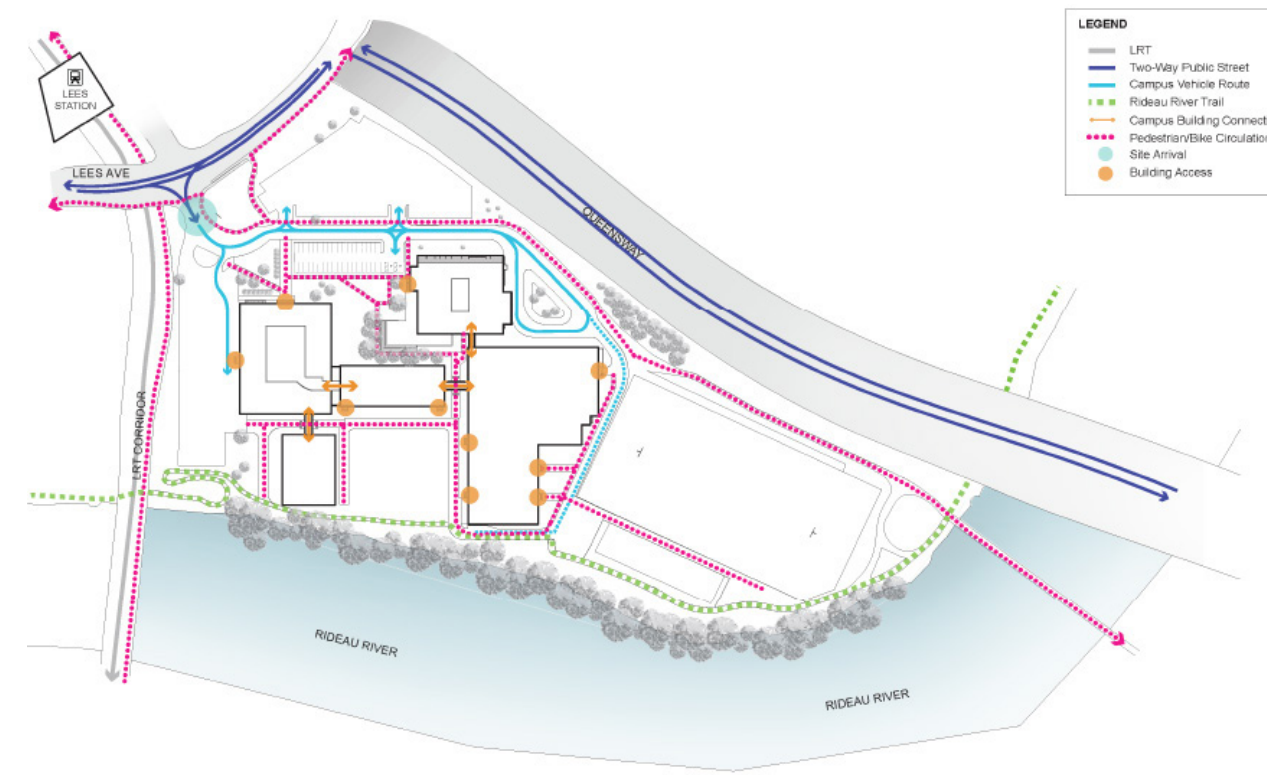 LEGEND
LRT
Two-Way Public Street
Campus Vehicle Route
Rideau River Trail
Campus Building Connect
Pedestrian/Bike Circulation
Site Arrival
Building Access
LEES
STATION
LEES AVE
QUEENSWAY
LRT CORRIDOR
RIDEAU RIVER
RIDEAU RIVER